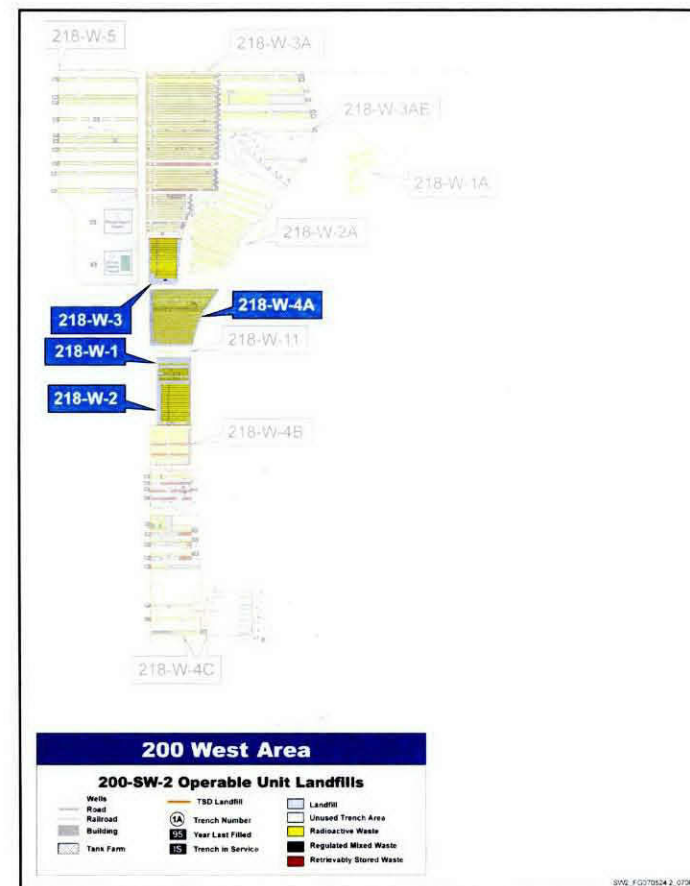 218-W-5
218-W-3A
218-W-3AE
218-W-1A
218-W-2A
218-W-3
218-W-4A
218-W-11
218-W-1
218-W-2
218-W-4B
218-W-4C
200 West Area
200-SW-2 Operable Unit Landfills
Wells
Road
Railroad
Building
Tank Farm
TSD Landfill
1A Trench Number
95 Year Last Filled
IS Trench in Service
Landfill
Unused Trench Area
Radioactive Waste
Regulated Mixed Waste
Retrievably Stored Waste